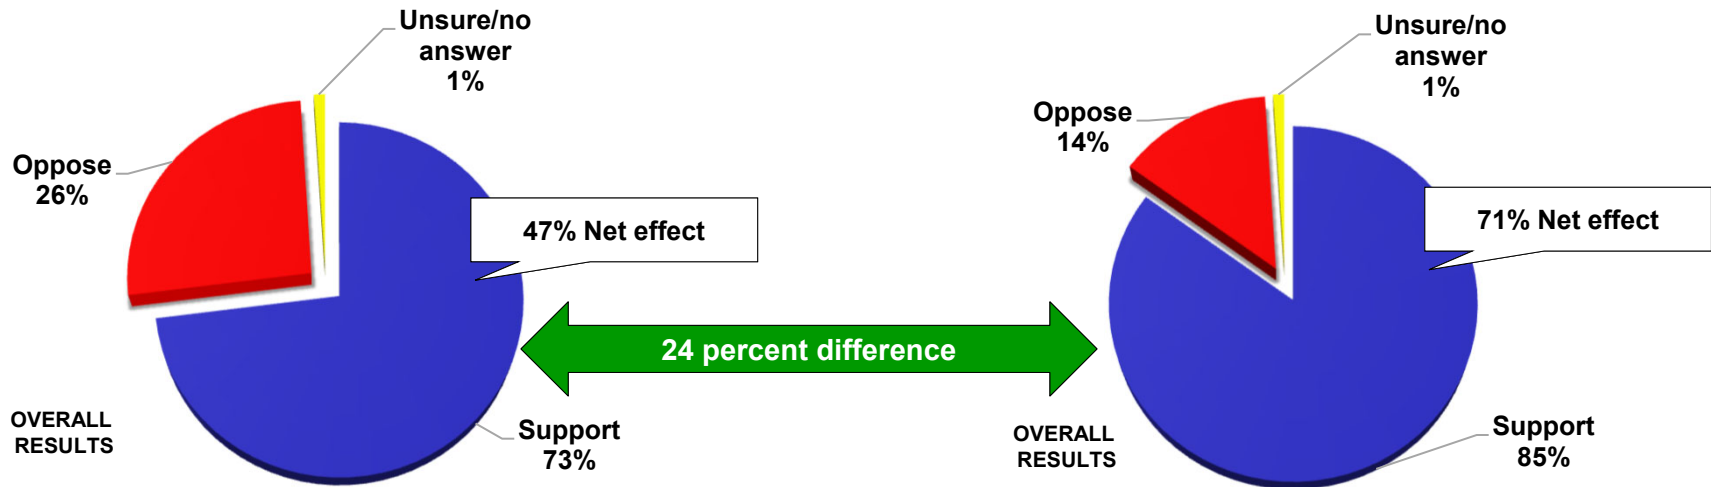 Unsure/no
answer
1%
Oppose
26%
47% Net effect
OVERALL
RESULTS
Support
73%
24 percent difference
Unsure/no
answer
1%
Oppose
14%
71% Net effect
OVERALL
RESULTS
Support
85%